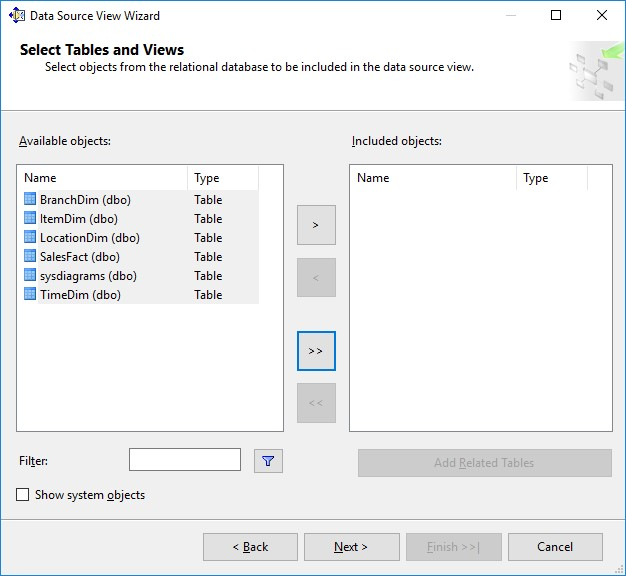 Data Source View Wizard
Select Tables and Views
Select objects from the relational database to be included in the data source view.
Available objects:
Included objects:
Name Type
Name Type
BranchDim (dbo) Table
ItemDim (dbo) Table
LocationDim (dbo) Table
SalesFact (dbo) Table
sysdiagrams (dbo) Table
TimeDim (dbo) Table
>
<
>>
<<
Filter:
Add Related Tables
Show system objects
< Back Next > Finish >>| Cancel